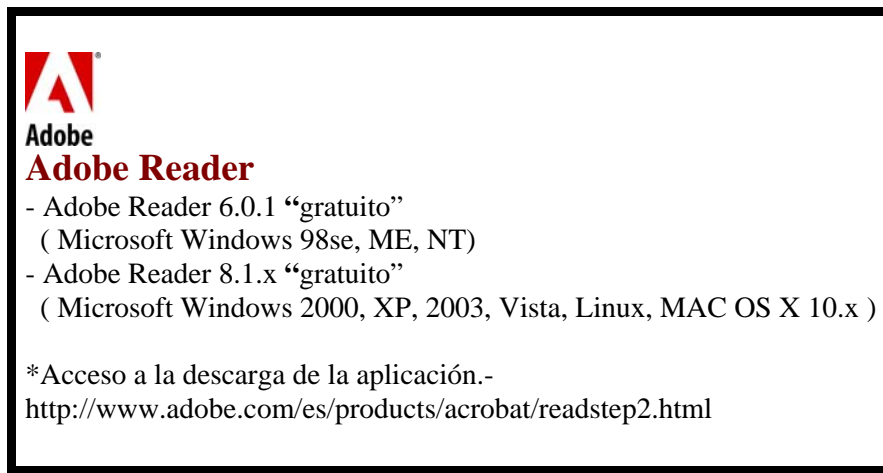 Adobe
Adobe Reader
- Adobe Reader 6.0.1 “gratuito”
( Microsoft Windows 98se, ME, NT)
- Adobe Reader 8.1.x “gratuito”
( Microsoft Windows 2000, XP, 2003, Vista, Linux, MAC OS X 10.x )
*Acceso a la descarga de la aplicación.-
http://www.adobe.com/es/products/acrobat/readstep2.html